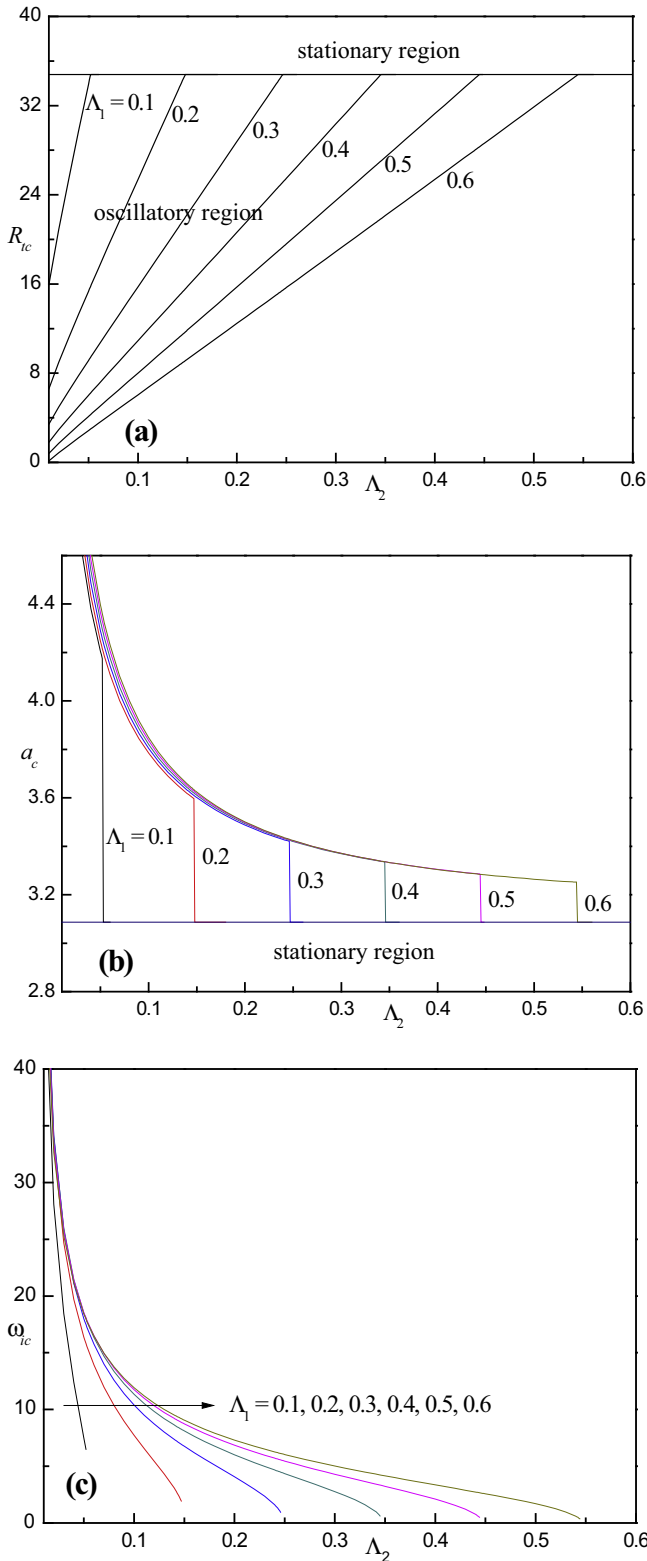 40
stationary region
32
Λ1 = 0.1
0.2
0.3
0.4
0.5
0.6
24
oscillatory region
Rtc
16
8
(a)
0
0.1 0.2 0.3 0.4 0.5 0.6
Λ2
4.4
4.0
ac
3.6
Λ1 = 0.1
0.2
0.3
0.4
0.5
0.6
3.2
(b)
stationary region
2.8
0.1 0.2 0.3 0.4 0.5 0.6
Λ2
40
30
20
ωic
10
Λ1 = 0.1, 0.2, 0.3, 0.4, 0.5, 0.6
(c)
0
0.1 0.2 0.3 0.4 0.5 0.6
Λ2